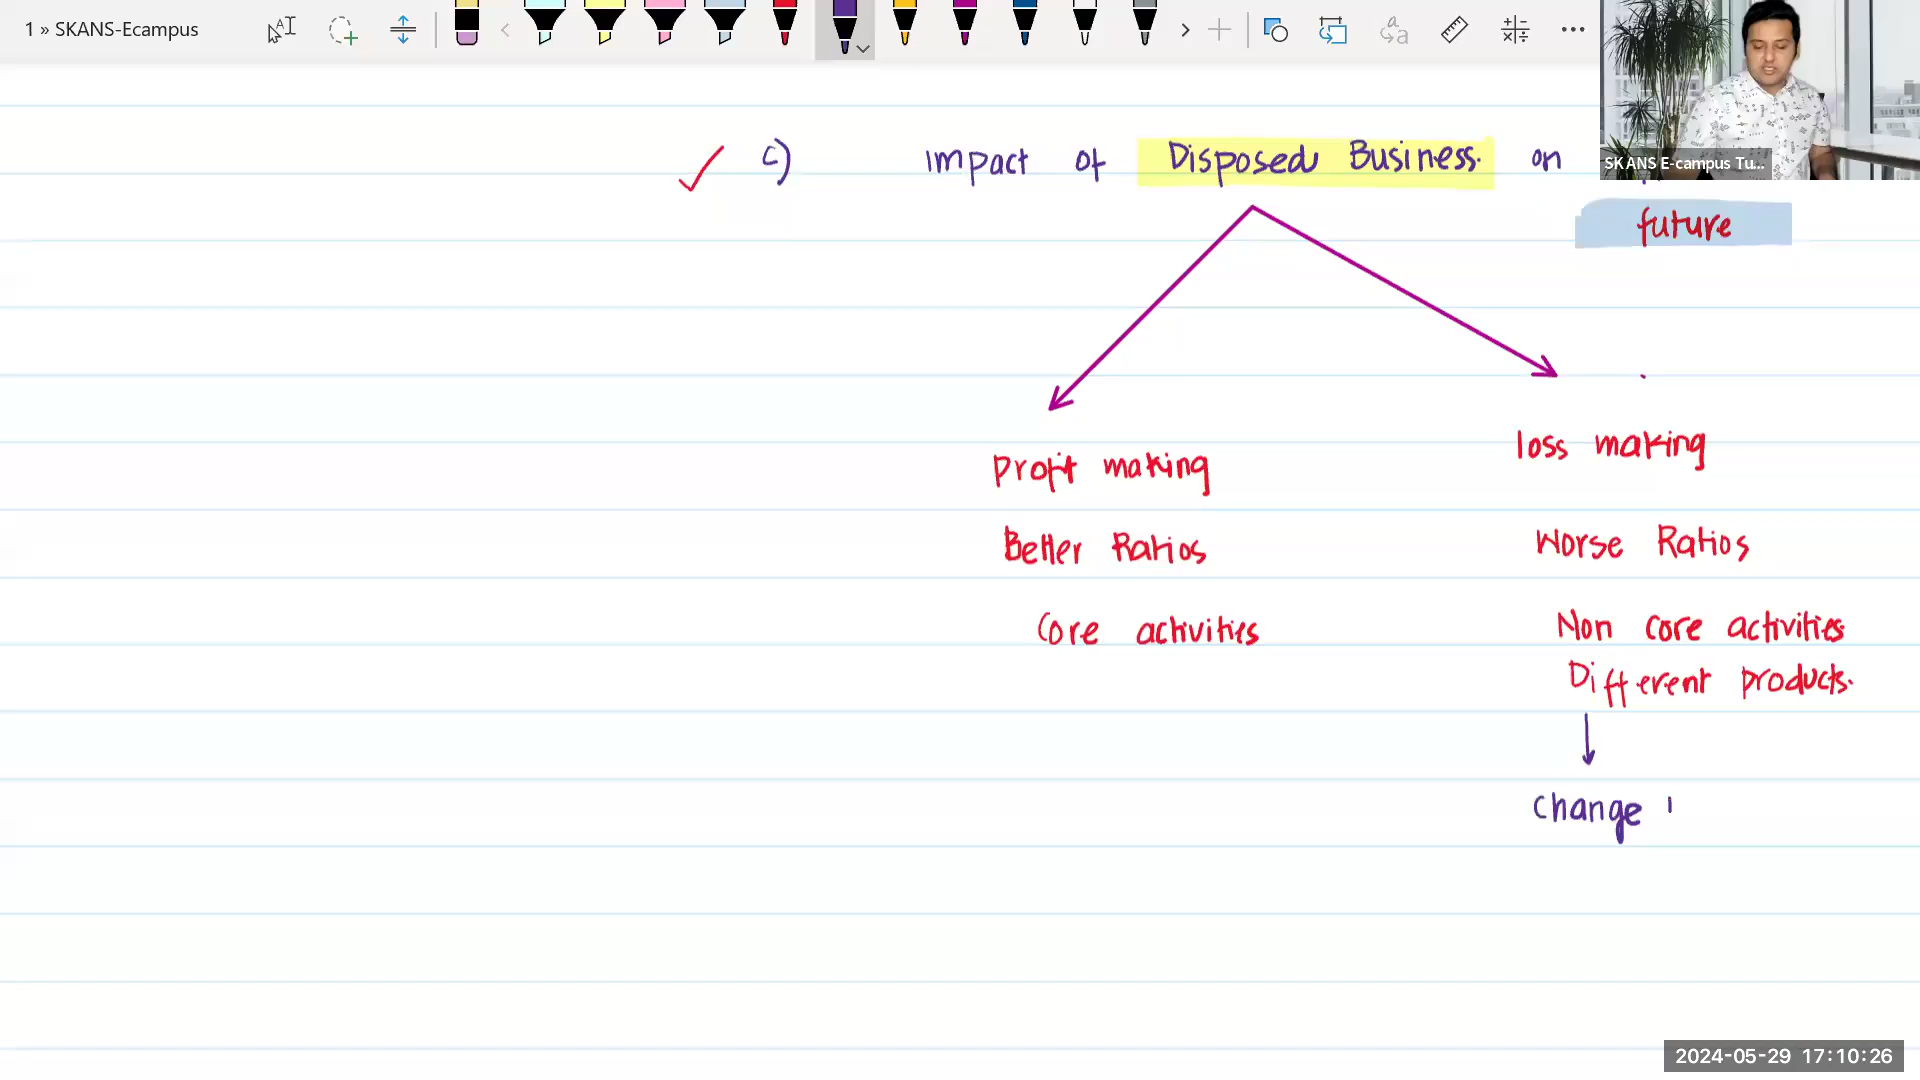 1 » SKANS-Ecampus
c) impact of Disposed Business. on
SKANS E-campus Tu...
future
Profit making
loss making
Better Ratios
Worse Ratios
Core activities
Non core activities
Different products.
change
2024-05-29 17:10:26